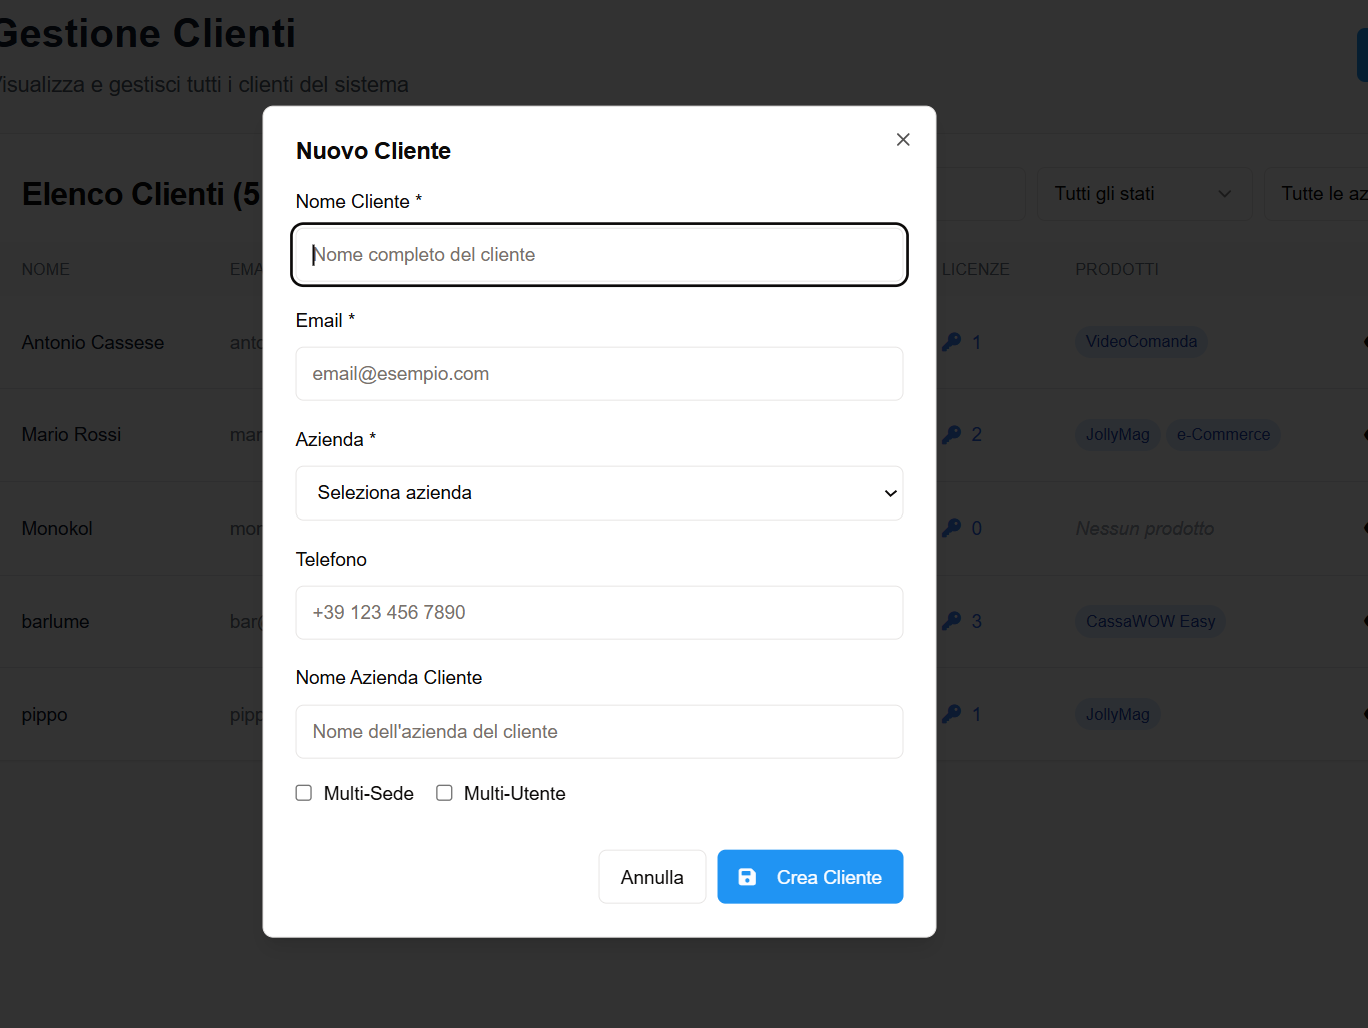 Gestione Clienti
Visualizza e gestisci tutti i clienti del sistema
Nuovo Cliente
Nome Cliente *
Nome completo del cliente
Email *
email@esempio.com
Azienda *
Seleziona azienda
Telefono
+39 123 456 7890
Nome Azienda Cliente
Nome dell'azienda del cliente
Multi-Sede Multi-Utente
Annulla Crea Cliente
Elenco Clienti (5
Tutti gli stati Tutte le az
NOME EMA LICENZE PRODOTTI
Antonio Cassese anto 1 VideoComanda
Mario Rossi mar 2 JollyMag e-Commerce
Monokol mon 0 Nessun prodotto
barlume bar 3 CassaWOW Easy
pippo pipp 1 JollyMag